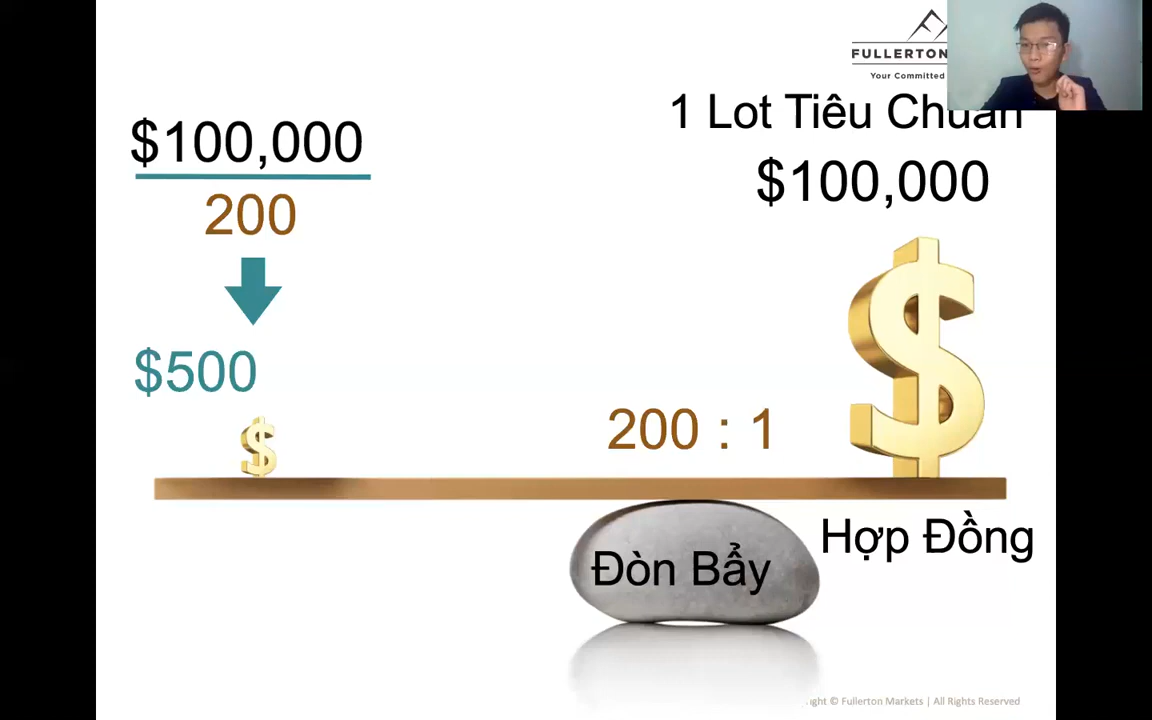 FULLERTON
Your Committed
1 Lot Tiêu Chuẩn
$100,000
$100,000
200
$500
200 : 1
Đòn Bẩy
Hợp Đồng
© Fullerton Markets | All Rights Reserved